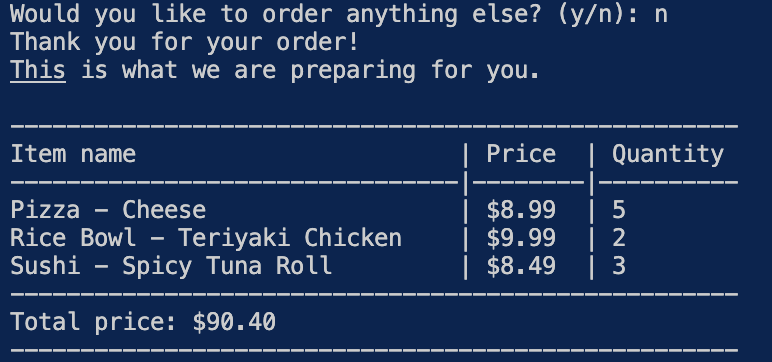 Would you like to order anything else? (y/n): n
Thank you for your order!
This is what we are preparing for you.
----------------------------------------------------
Item name                       | Price  | Quantity
--------------------------------|--------|----------
Pizza - Cheese                  | $8.99  | 5
Rice Bowl - Teriyaki Chicken    | $9.99  | 2
Sushi - Spicy Tuna Roll         | $8.49  | 3
----------------------------------------------------
Total price: $90.40
----------------------------------------------------